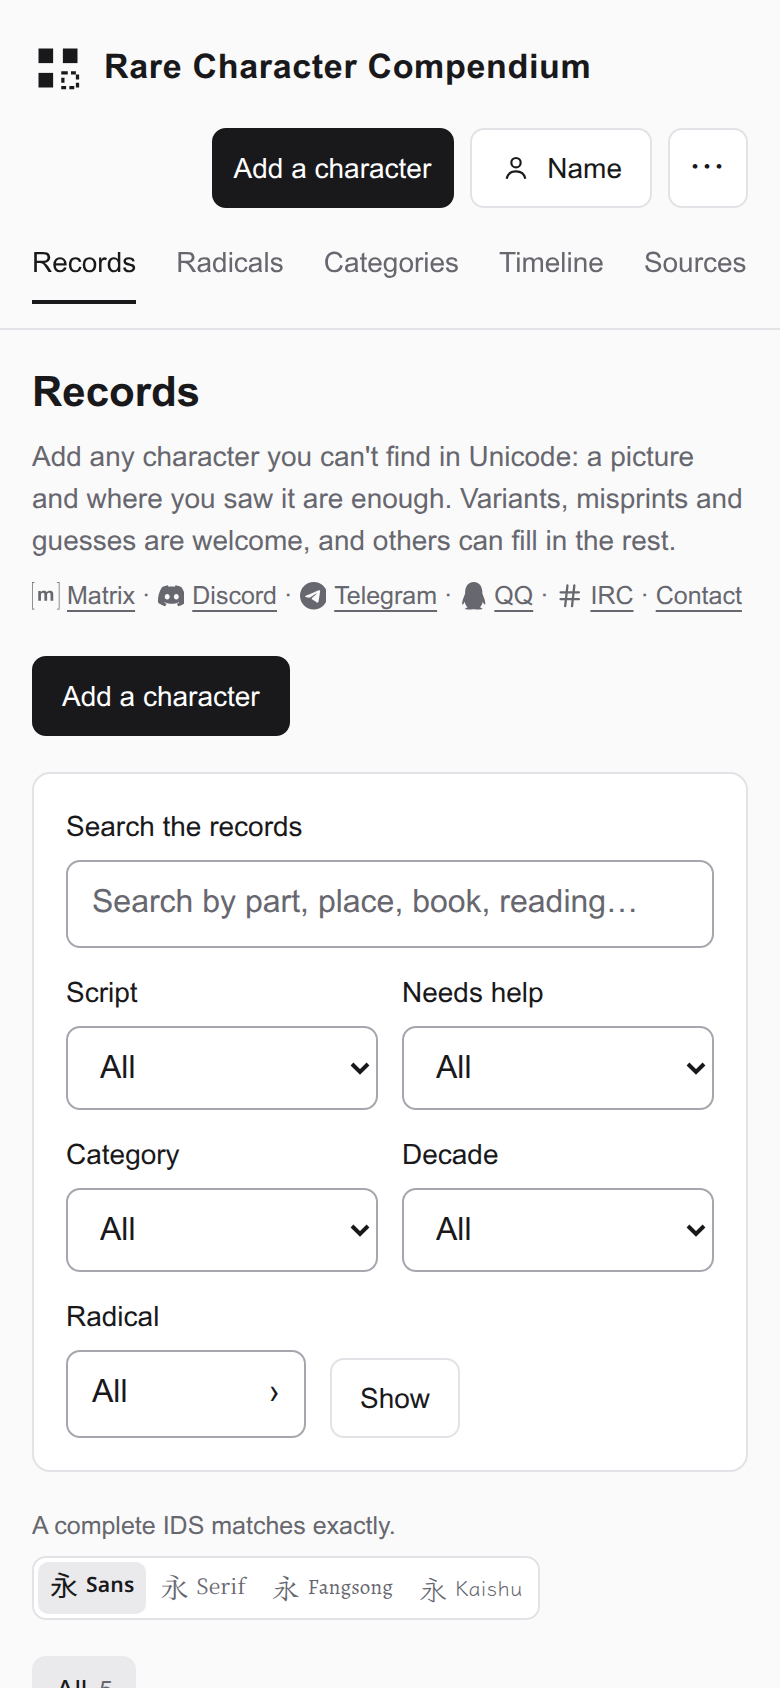 Rare Character Compendium
Add a character
Name
···
Records Radicals Categories Timeline Sources
Records
Add any character you can't find in Unicode: a picture
and where you saw it are enough. Variants, misprints and
guesses are welcome, and others can fill in the rest.
[m] Matrix · Discord · Telegram · QQ · # IRC · Contact
Add a character
Search the records
Search by part, place, book, reading…
Script Needs help
All All
Category Decade
All All
Radical
All › Show
A complete IDS matches exactly.
永 Sans 永 Serif 永 Fangsong 永 Kaishu
All 5